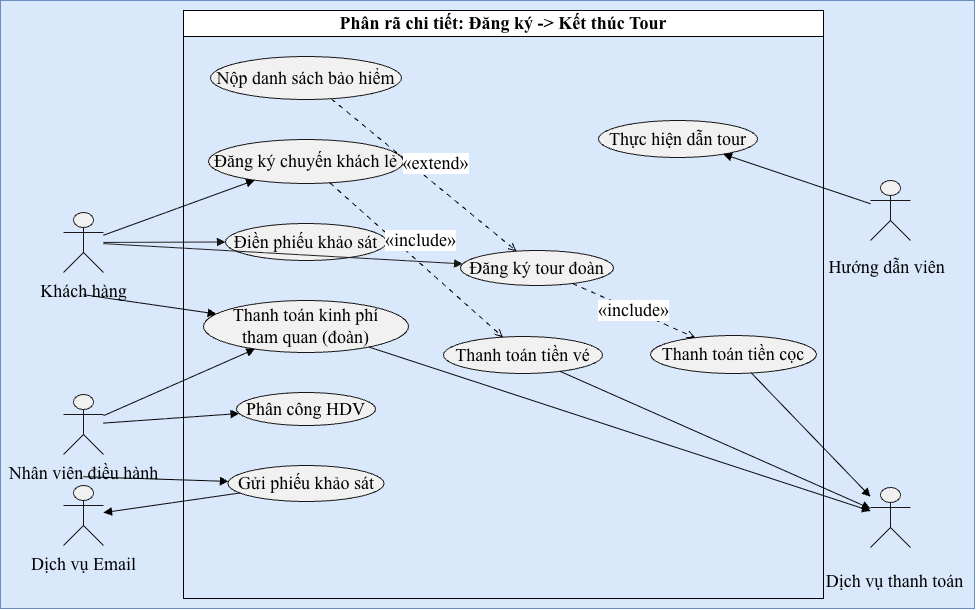 Phân rã chi tiết: Đăng ký -> Kết thúc Tour
Nộp danh sách bảo hiểm
Thực hiện dẫn tour
Đăng ký chuyến khách lẻ
«extend»
Điền phiếu khảo sát
«include»
Đăng ký tour đoàn
Hướng dẫn viên
Khách hàng
Thanh toán kinh phí
tham quan (đoàn)
«include»
Thanh toán tiền vé
Thanh toán tiền cọc
Phân công HDV
Nhân viên điều hành
Gửi phiếu khảo sát
Dịch vụ Email
Dịch vụ thanh toán